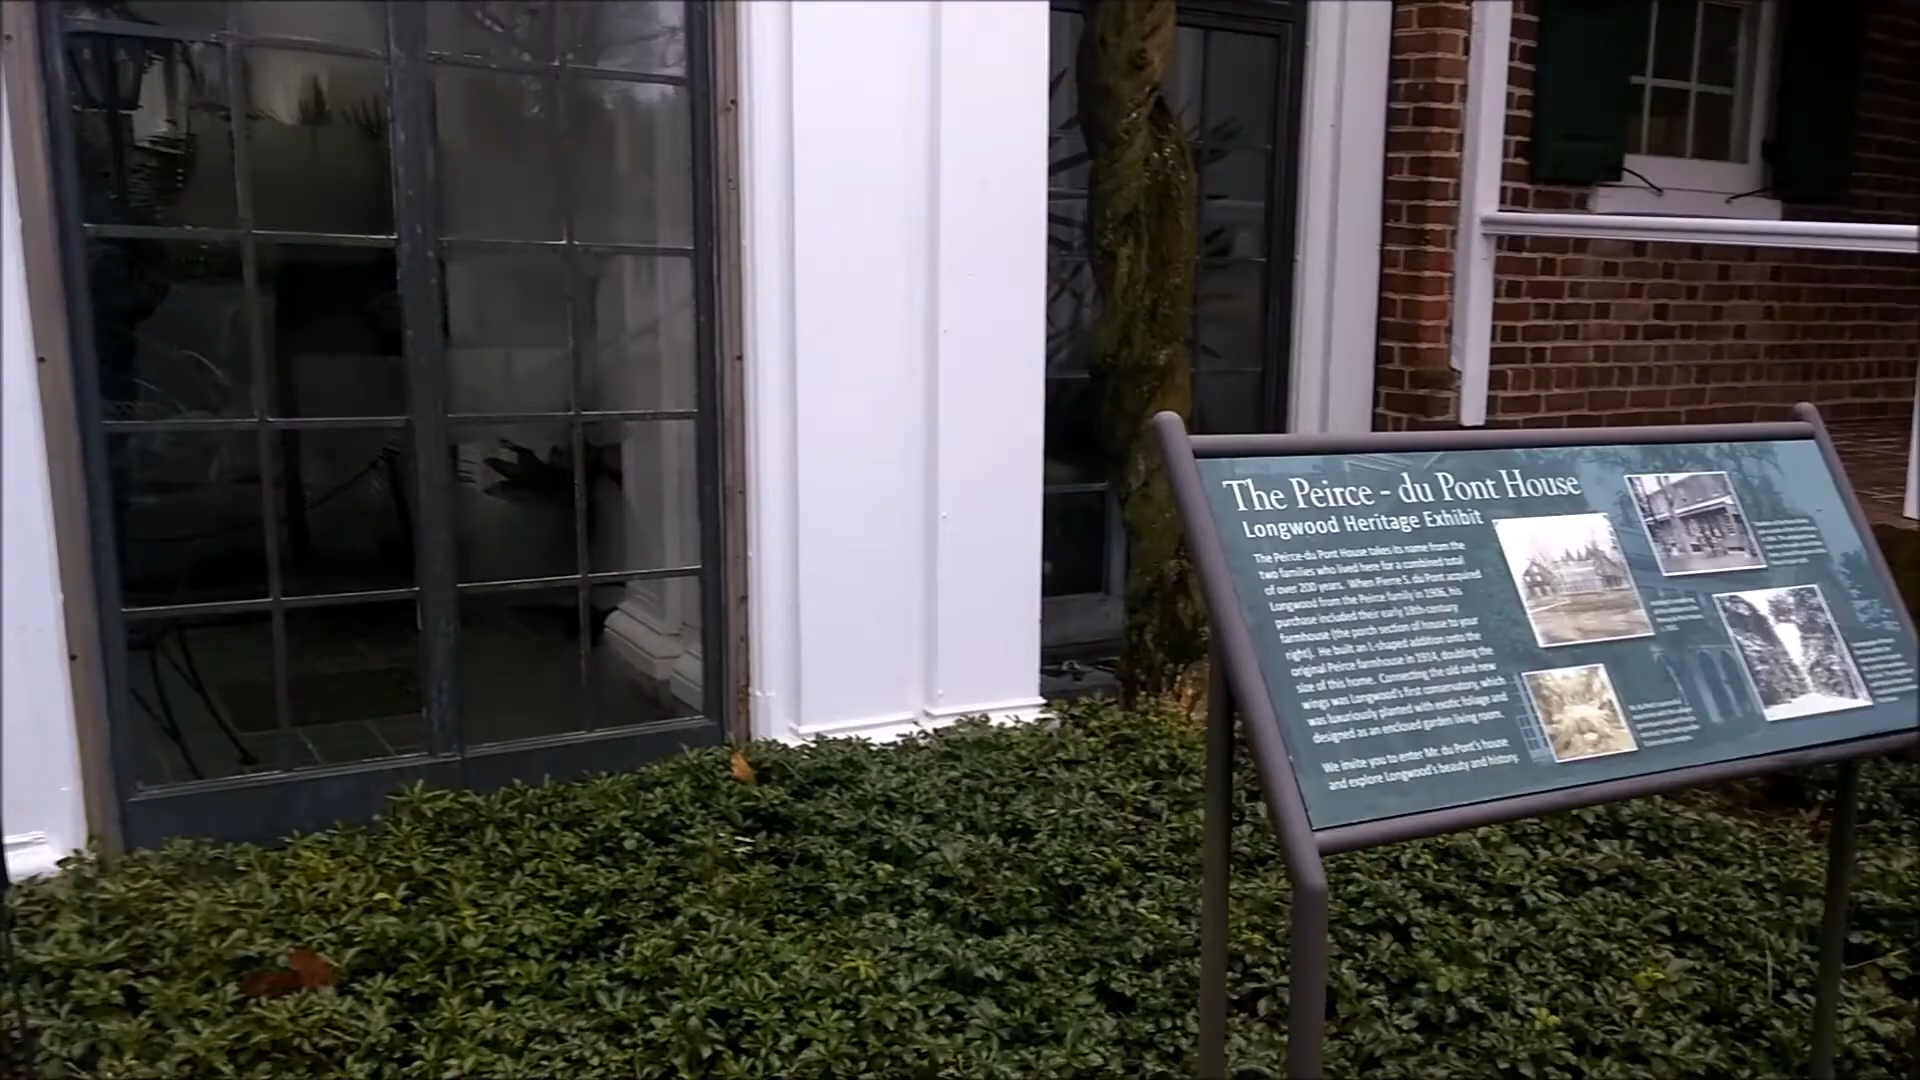 The Peirce - du Pont House
Longwood Heritage Exhibit
The Peirce-du Pont House takes its name from the
two families who lived here for a combined total
of over 200 years. When Pierre S. du Pont acquired
Longwood from the Peirce family in 1906, his
purchase included their early 18th-century
farmhouse (the porch section of house to your
right). He built an L-shaped addition onto the
original Peirce farmhouse in 1914, doubling the
size of this home. Connecting the old and new
wings was Longwood's first conservatory, which
was luxuriously planted with exotic foliage and
designed as an enclosed garden living room.
We invite you to enter Mr. du Pont's house
and explore Longwood's beauty and history.